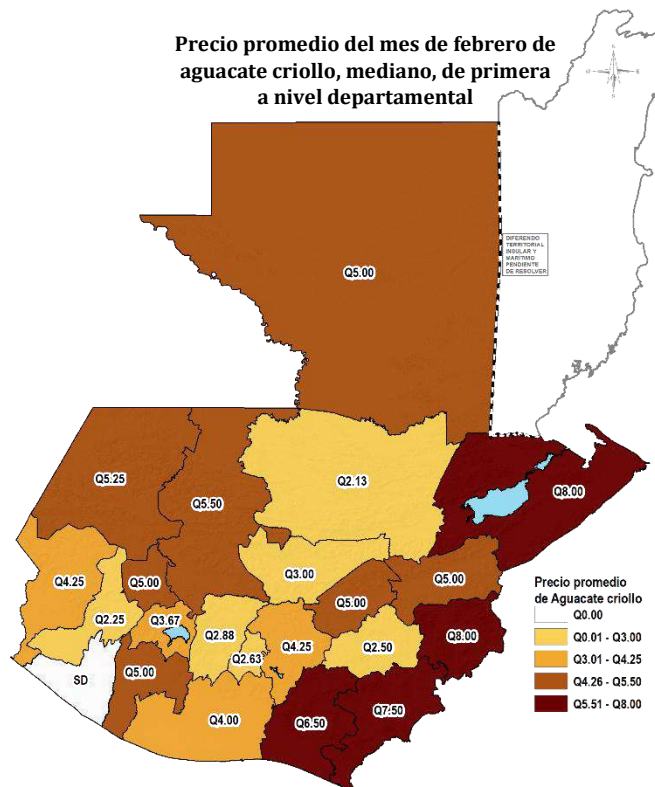 Precio promedio del mes de febrero de
aguacate criollo, mediano, de primera
a nivel departamental
N
DIFERENDO
TERRITORIAL
INSULAR Y
MARITIMO
PENDIENTE
DE RESOLVER
Q5.00
Q5.25
Q5.50
Q2.13
Q8.00
Q4.25
Q5.00
Q3.00
Q5.00
Q5.00
Q2.25
Q3.67
Q2.88
Q2.63
Q4.25
Q2.50
Q8.00
SD
Q5.00
Q4.00
Q6.50
Q7.50
Precio promedio
de Aguacate criollo
Q0.00
Q0.01 - Q3.00
Q3.01 - Q4.25
Q4.26 - Q5.50
Q5.51 - Q8.00